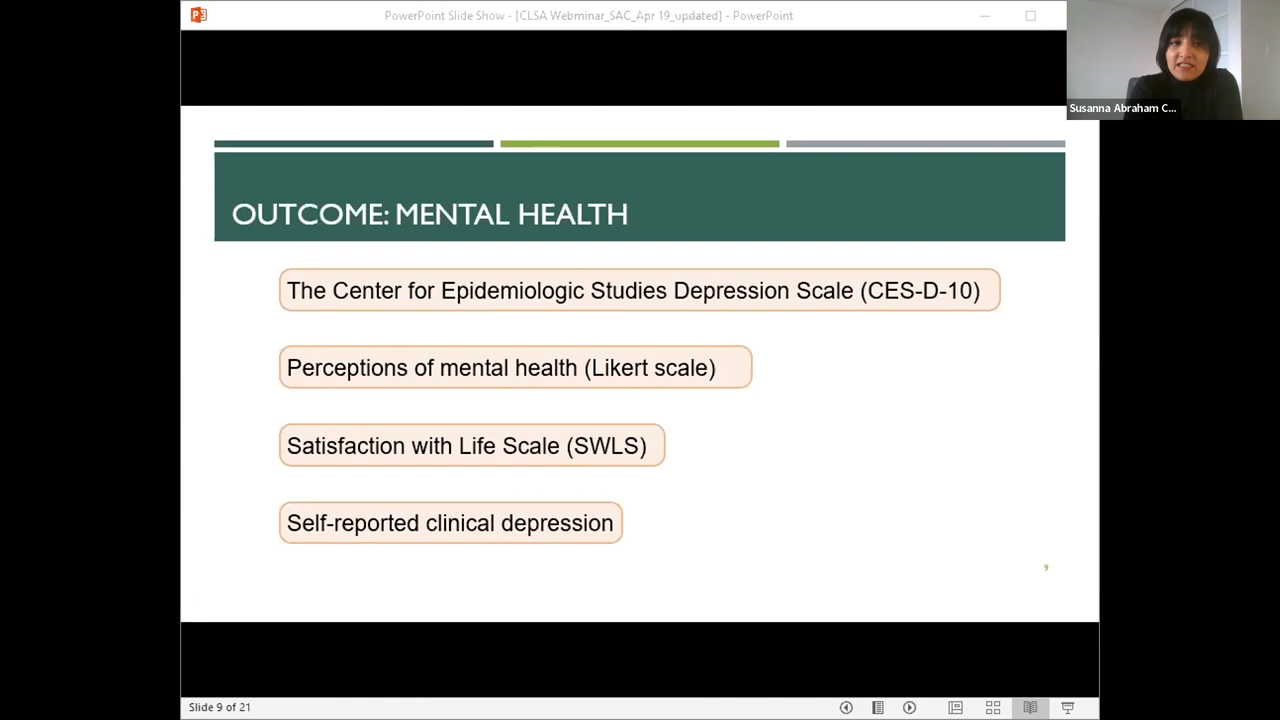 PowerPoint Slide Show - [CLSA Webminar_SAC_Apr 19_updated] - PowerPoint
Susanna Abraham C...
OUTCOME: MENTAL HEALTH
The Center for Epidemiologic Studies Depression Scale (CES-D-10)
Perceptions of mental health (Likert scale)
Satisfaction with Life Scale (SWLS)
Self-reported clinical depression
9
Slide 9 of 21